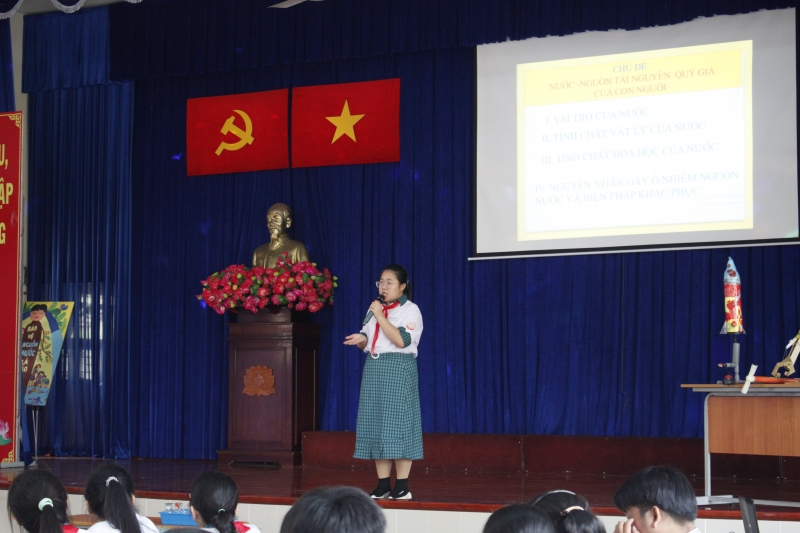 CHỦ ĐỀ
NƯỚC -NGUỒN TÀI NGUYÊN QUÝ GIÁ
CỦA CON NGƯỜI
I. VAI TRÒ CỦA NƯỚC
II. TÍNH CHẤT VẬT LÝ CỦA NƯỚC
III. TÍNH CHẤT HÓA HỌC CỦA NƯỚC
IV. NGUYÊN NHÂN GÂY Ô NHIỄM NGUỒN
NƯỚC VÀ BIỆN PHÁP KHẮC PHỤC